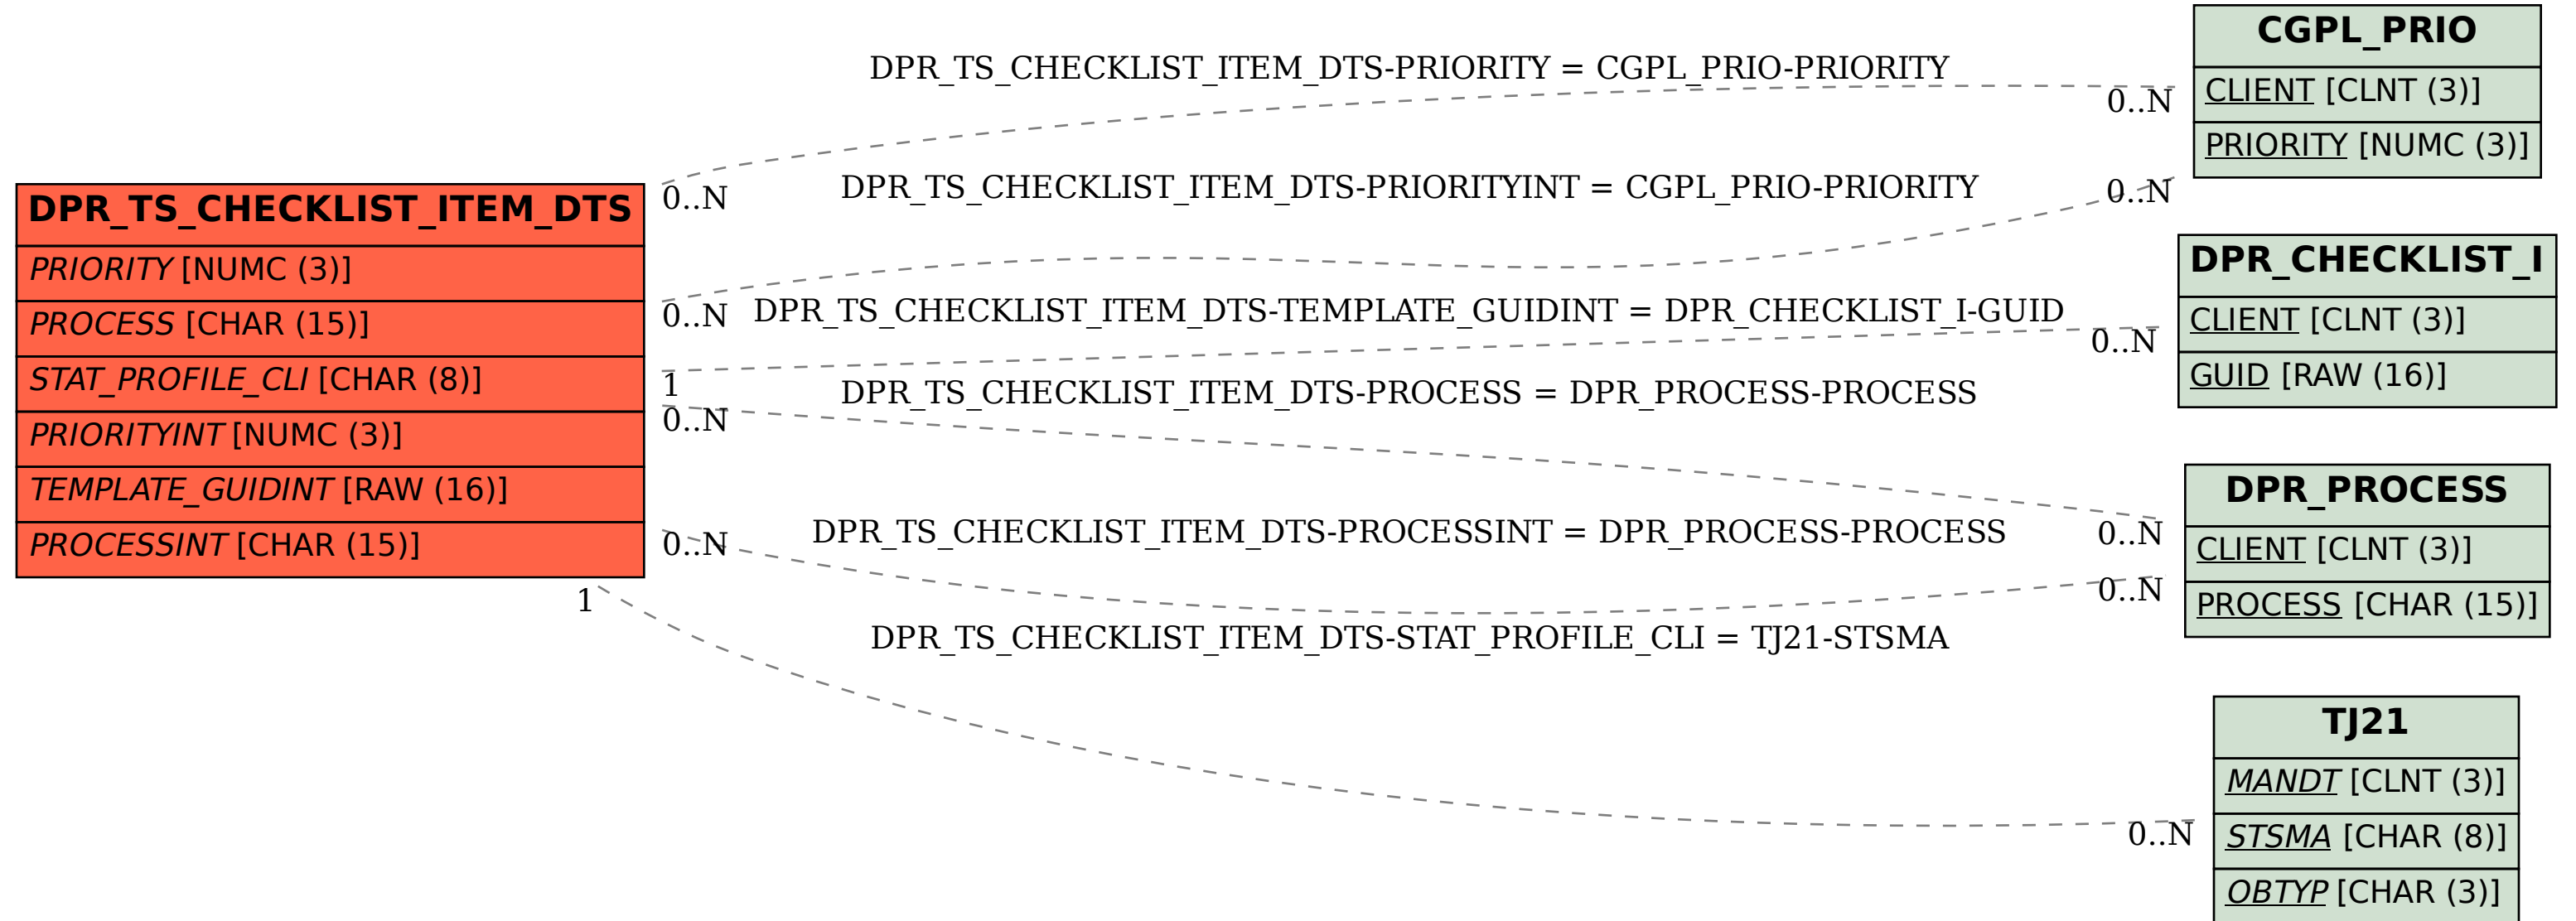 DPR_TS_CHECKLIST_ITEM_DTS
PRIORITY [NUMC (3)]
PROCESS [CHAR (15)]
STAT_PROFILE_CLI [CHAR (8)]
PRIORITYINT [NUMC (3)]
TEMPLATE_GUIDINT [RAW (16)]
PROCESSINT [CHAR (15)]
DPR_TS_CHECKLIST_ITEM_DTS-PRIORITY = CGPL_PRIO-PRIORITY
0..N
0..N
DPR_TS_CHECKLIST_ITEM_DTS-PRIORITYINT = CGPL_PRIO-PRIORITY
0..N
0..N
DPR_TS_CHECKLIST_ITEM_DTS-TEMPLATE_GUIDINT = DPR_CHECKLIST_I-GUID
1
0..N
DPR_TS_CHECKLIST_ITEM_DTS-PROCESS = DPR_PROCESS-PROCESS
0..N
0..N
DPR_TS_CHECKLIST_ITEM_DTS-PROCESSINT = DPR_PROCESS-PROCESS
0..N
0..N
DPR_TS_CHECKLIST_ITEM_DTS-STAT_PROFILE_CLI = TJ21-STSMA
1
0..N
CGPL_PRIO
CLIENT [CLNT (3)]
PRIORITY [NUMC (3)]
DPR_CHECKLIST_I
CLIENT [CLNT (3)]
GUID [RAW (16)]
DPR_PROCESS
CLIENT [CLNT (3)]
PROCESS [CHAR (15)]
TJ21
MANDT [CLNT (3)]
STSMA [CHAR (8)]
OBTYP [CHAR (3)]